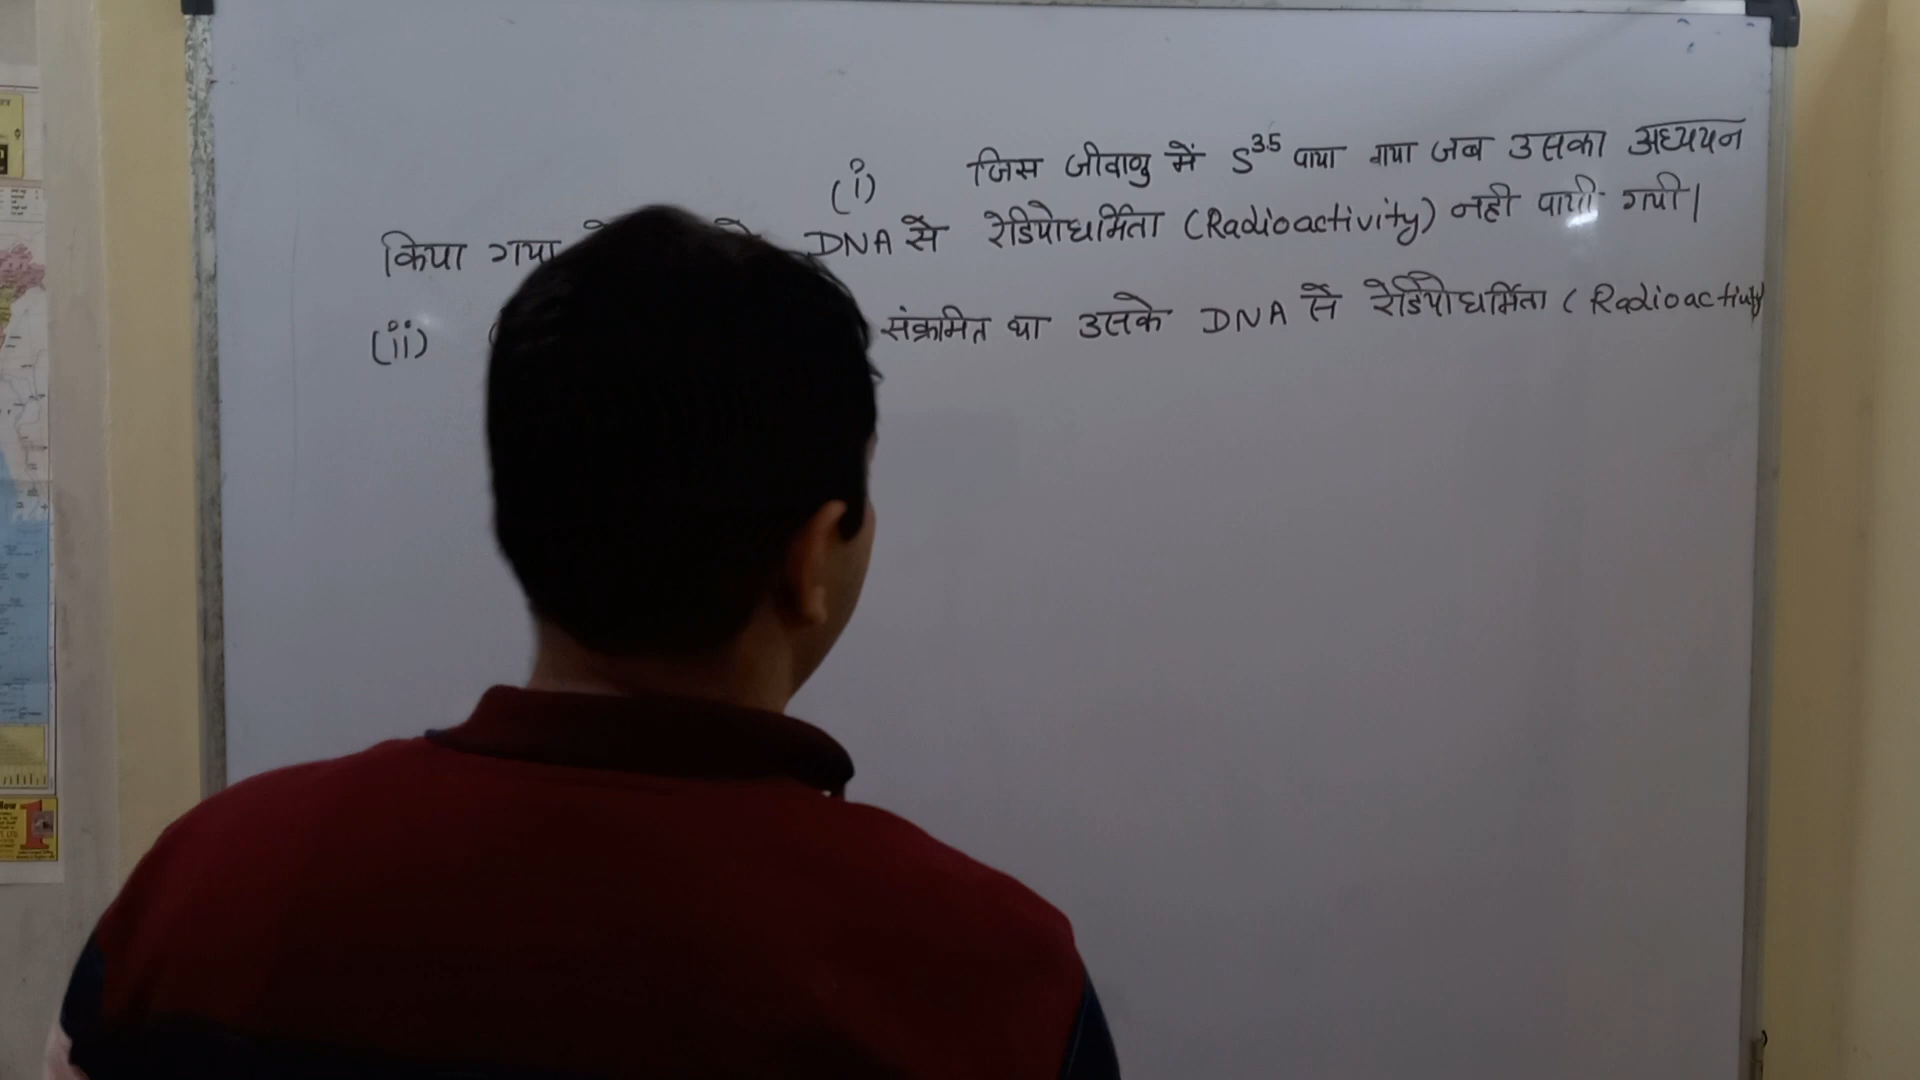 (i) जिस जीवाणु में S³⁵ पाया गया जब उसका अध्ययन
किया गया DNA से रेडियोधर्मिता (Radioactivity) नही पायी गयी।
(ii) संक्रमित था उसके DNA से रेडियोधर्मिता (Radioactivity